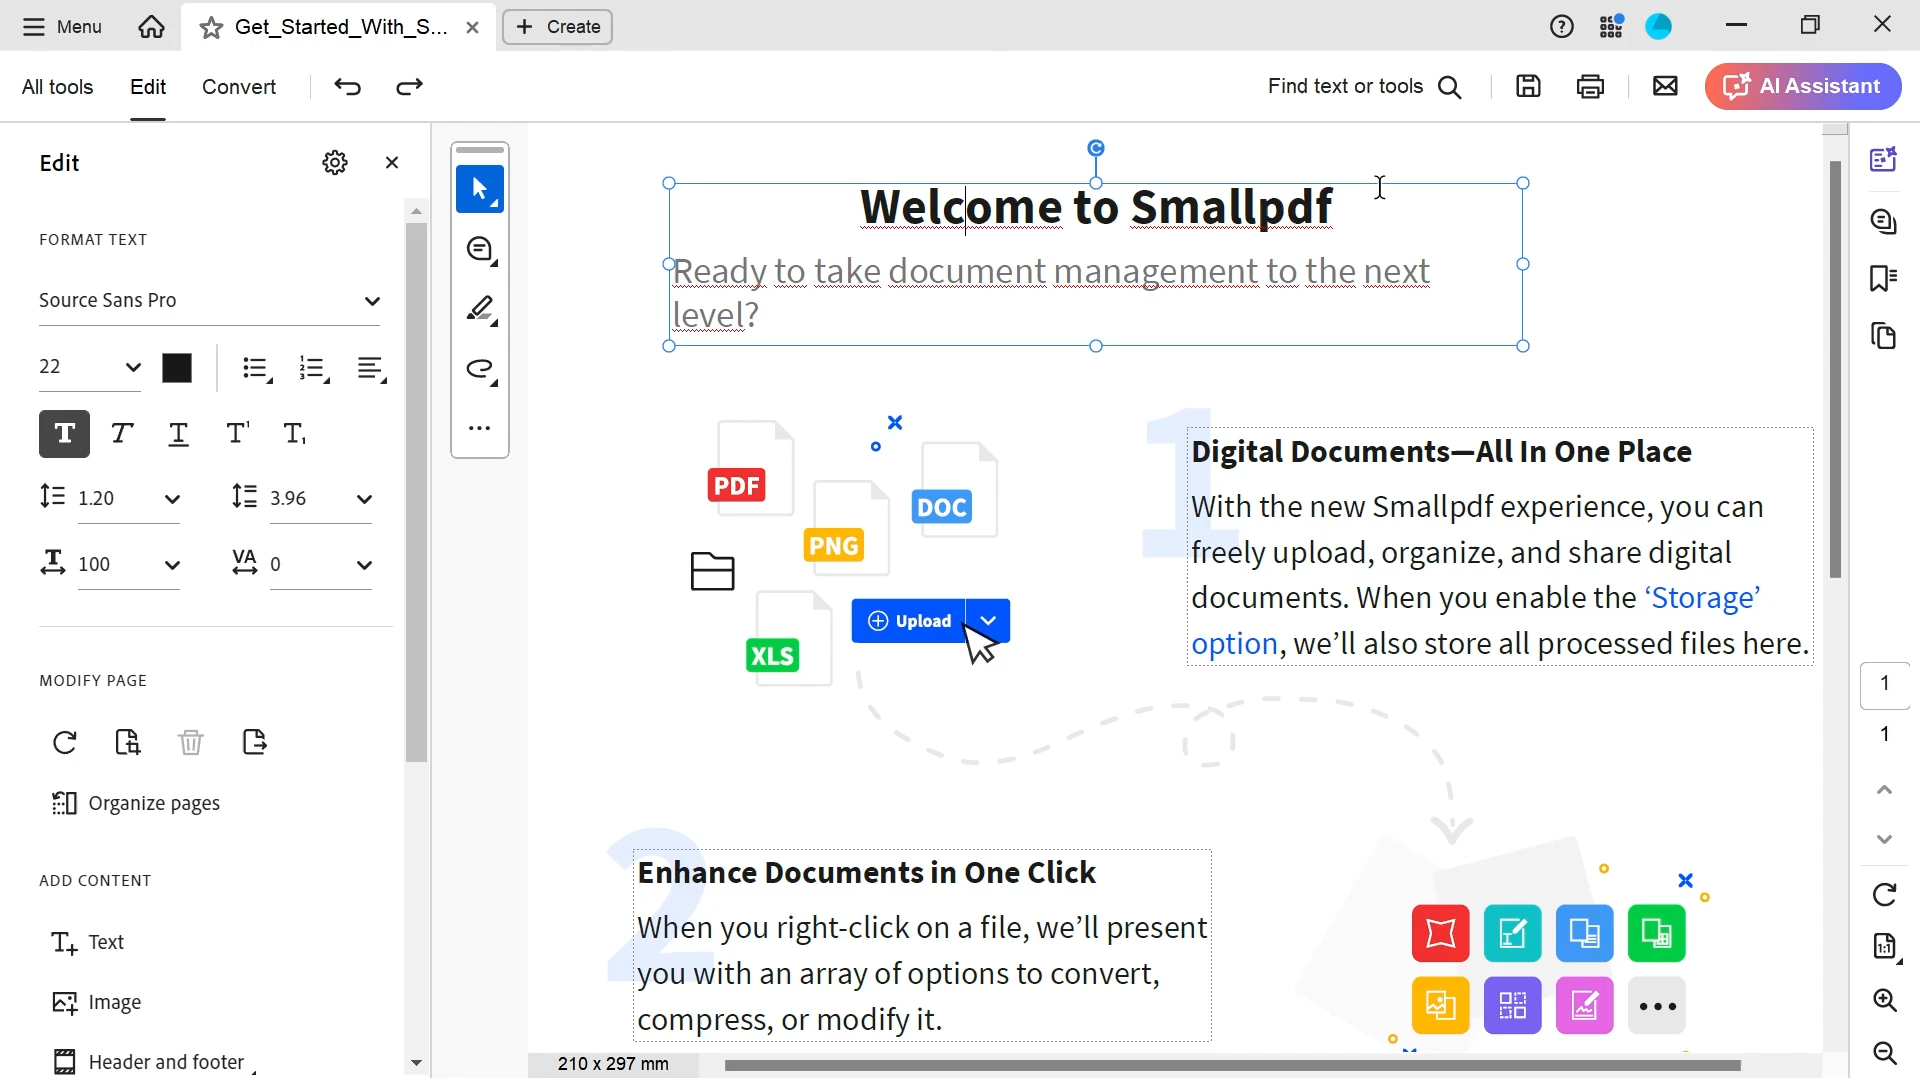 Menu
Get_Started_With_S...
Create
All tools
Edit
Convert
Find text or tools
AI Assistant
Edit
FORMAT TEXT
Source Sans Pro
22
1.20
3.96
100
VA
0
MODIFY PAGE
Organize pages
ADD CONTENT
Text
Image
Header and footer
Welcome to Smallpdf
Ready to take document management to the next
level?
PDF
DOC
PNG
XLS
Upload
1
Digital Documents—All In One Place
With the new Smallpdf experience, you can
freely upload, organize, and share digital
documents. When you enable the ‘Storage’
option, we’ll also store all processed files here.
2
Enhance Documents in One Click
When you right-click on a file, we’ll present
you with an array of options to convert,
compress, or modify it.
210 x 297 mm
1
1
1:1